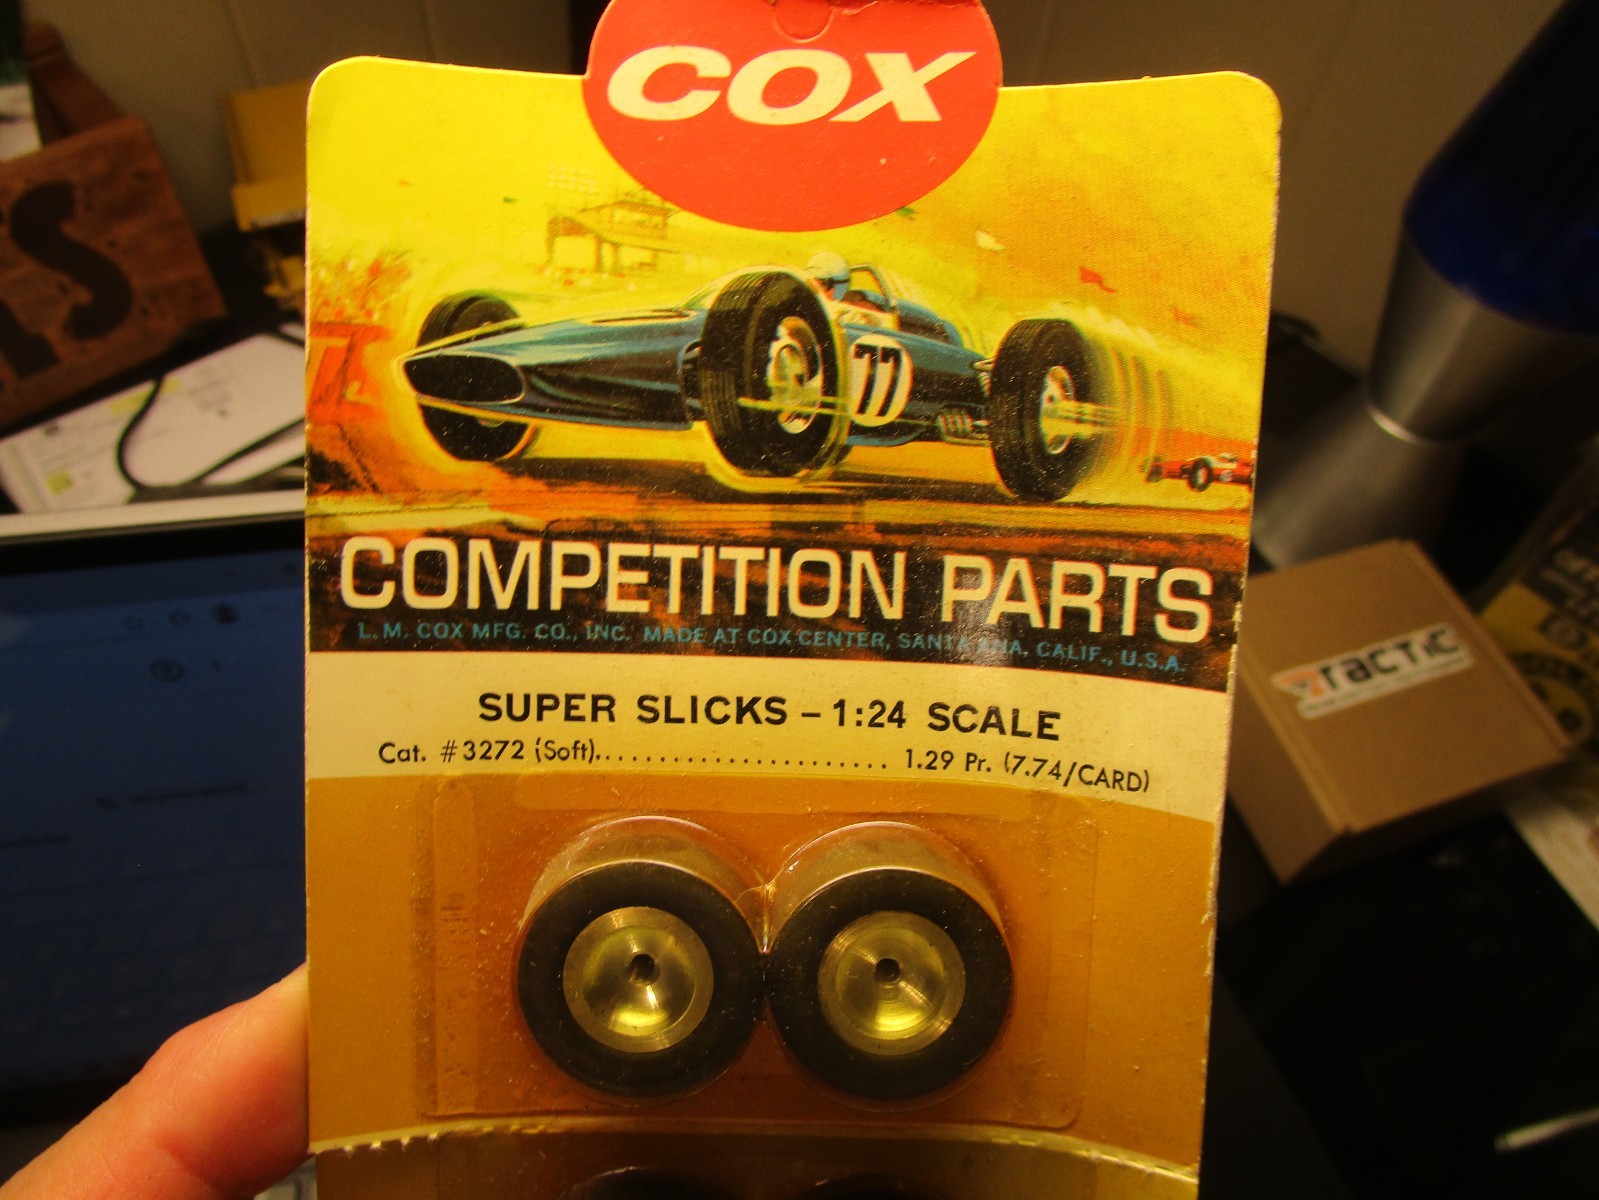 COX
77
COMPETITION PARTS
L. M. COX MFG. CO., INC. MADE AT COX CENTER, SANTA ANA, CALIF., U.S.A.
SUPER SLICKS – 1:24 SCALE
Cat. #3272 (Soft)...................... 1.29 Pr. (7.74/CARD)
TRACTIC
S